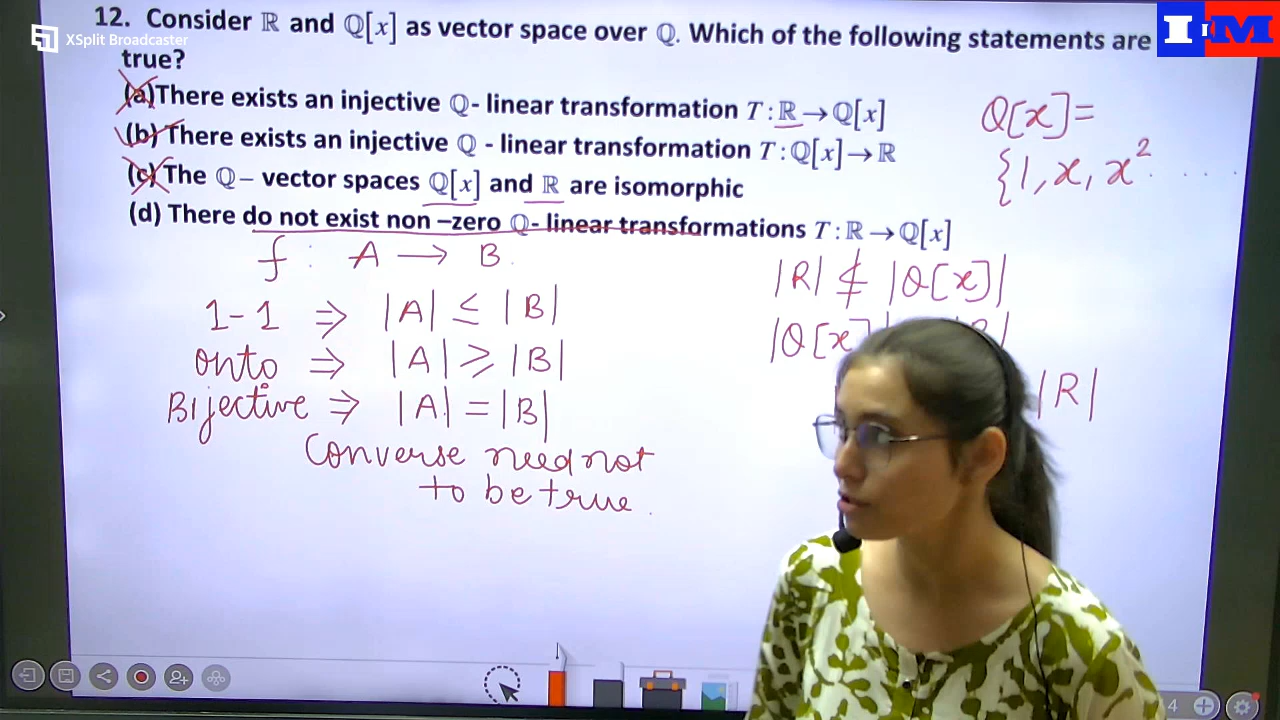 XSplit Broadcaster
12. Consider ℝ and ℚ[x] as vector space over ℚ. Which of the following statements are
true?
(a)There exists an injective ℚ- linear transformation T : ℝ → ℚ[x]
(b) There exists an injective ℚ - linear transformation T : ℚ[x] → ℝ
(c) The ℚ – vector spaces ℚ[x] and ℝ are isomorphic
(d) There do not exist non –zero ℚ- linear transformations T : ℝ → ℚ[x]
I M
Q[x] =
{1, x, x² . . . .
f : A → B
1-1 ⇒ |A| ≤ |B|
onto ⇒ |A| ≥ |B|
Bijective ⇒ |A| = |B|
Converse need not
to be true.
|R| ≰ |Q[x]|
|Q[x]
|R|
4